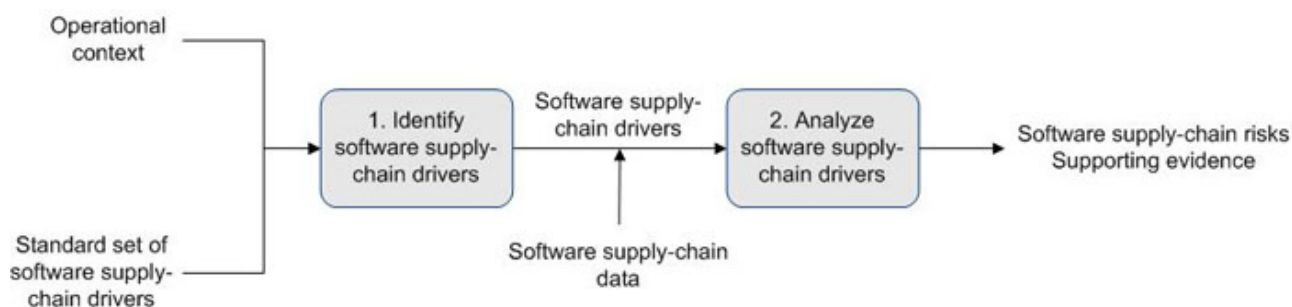 Operational
context
1. Identify
software supply-
chain drivers
Software supply-
chain drivers
2. Analyze
software supply-
chain drivers
Software supply-chain risks
Supporting evidence
Software supply-chain
data
Standard set of
software supply-
chain drivers